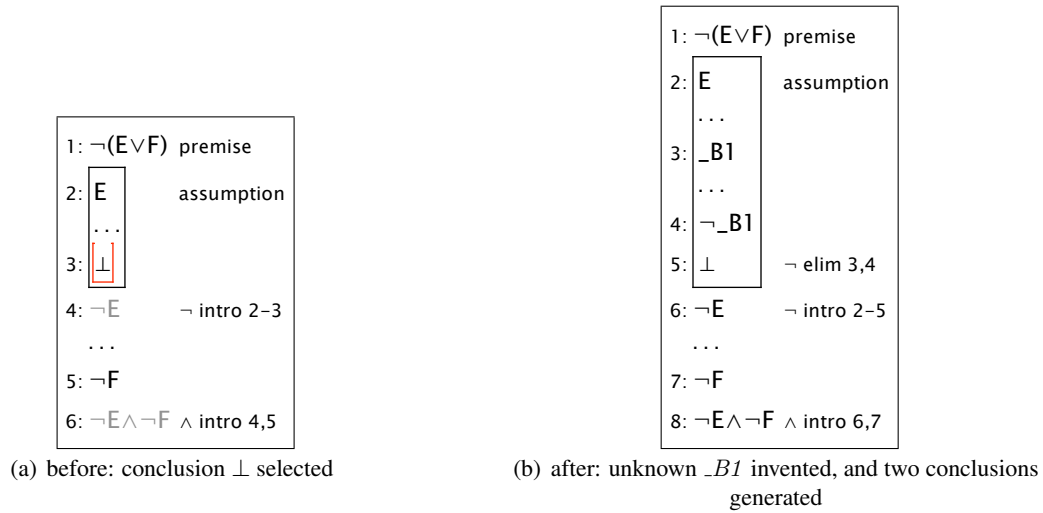 1: ¬(E∨F) premise
2: E assumption
...
3: ⊥
4: ¬E ¬ intro 2-3
...
5: ¬F
6: ¬E∧¬F ∧ intro 4,5
(a) before: conclusion ⊥ selected
1: ¬(E∨F) premise
2: E assumption
...
3: _B1
...
4: ¬_B1
5: ⊥ ¬ elim 3,4
6: ¬E ¬ intro 2-5
...
7: ¬F
8: ¬E∧¬F ∧ intro 6,7
(b) after: unknown _B1 invented, and two conclusions
generated